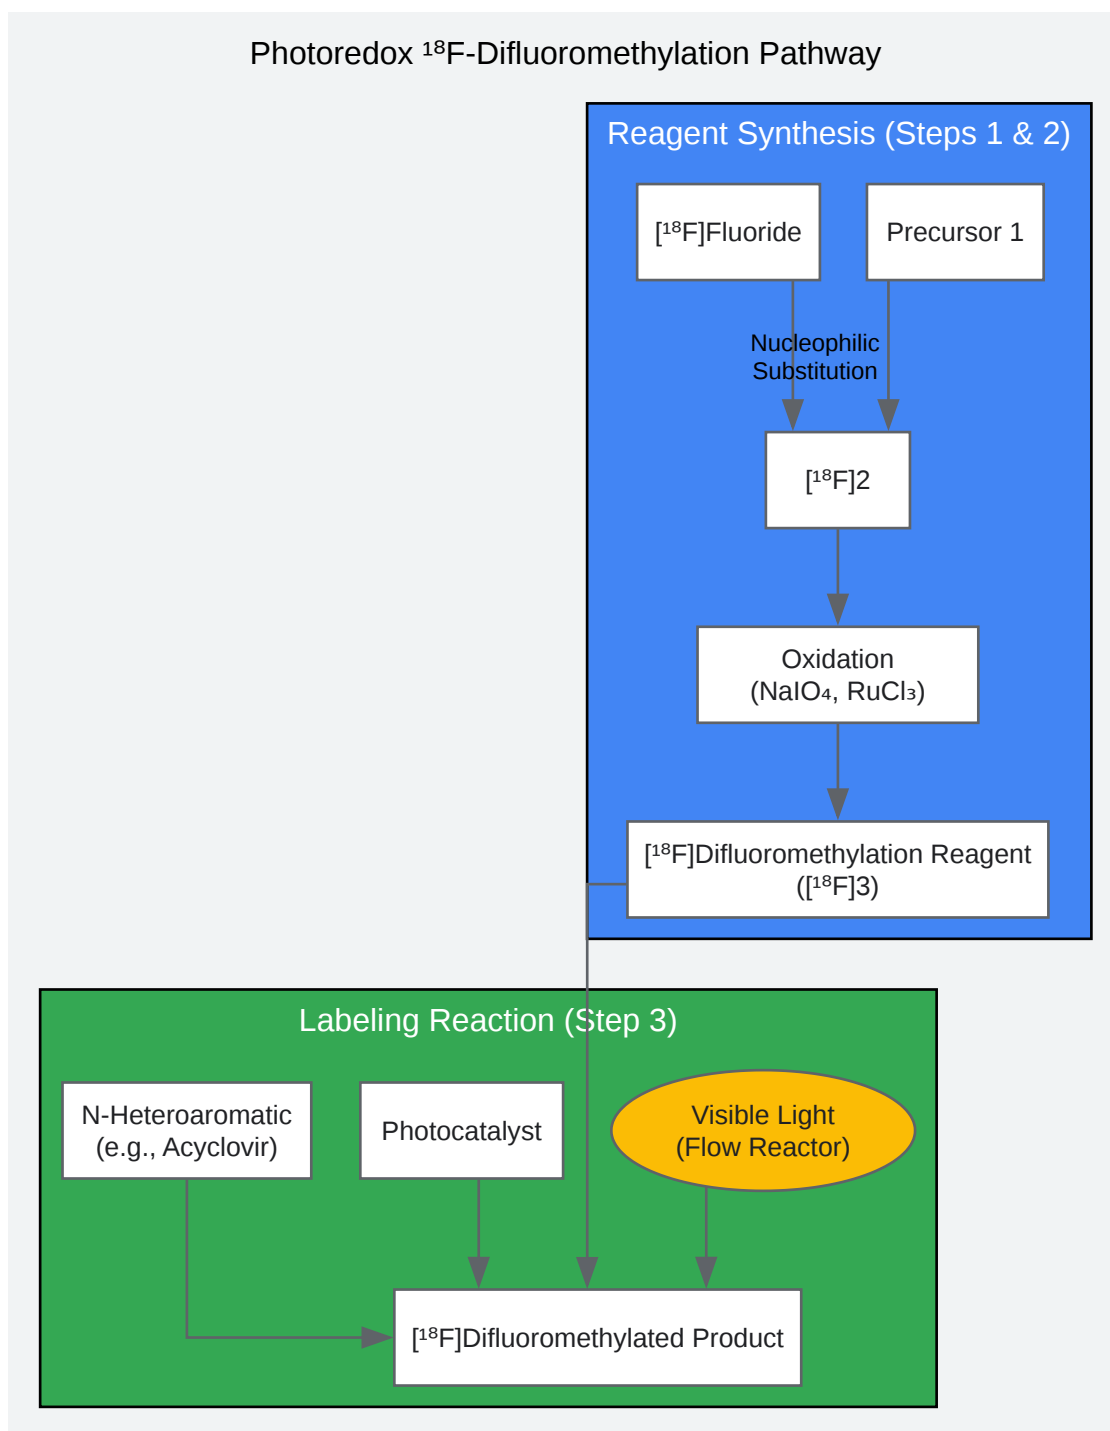 Photoredox ¹⁸F-Difluoromethylation Pathway
Reagent Synthesis (Steps 1 & 2)
[¹⁸F]Fluoride
Precursor 1
Nucleophilic
Substitution
[¹⁸F]2
Oxidation
(NaIO₄, RuCl₃)
[¹⁸F]Difluoromethylation Reagent
([¹⁸F]3)
Labeling Reaction (Step 3)
N-Heteroaromatic
(e.g., Acyclovir)
Photocatalyst
Visible Light
(Flow Reactor)
[¹⁸F]Difluoromethylated Product